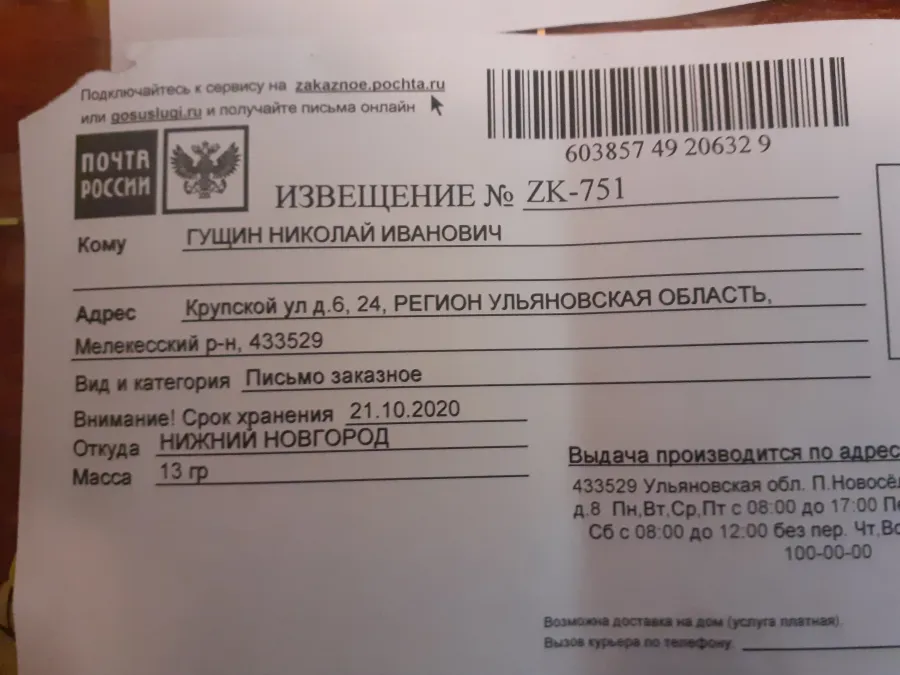 Подключайтесь к сервису на zakaznoe.pochta.ru
или gosuslugi.ru и получайте письма онлайн
603857 49 20632 9
ПОЧТА
РОССИИ
ИЗВЕЩЕНИЕ № ZK-751
Кому ГУЩИН НИКОЛАЙ ИВАНОВИЧ
Адрес Крупской ул д.6, 24, РЕГИОН УЛЬЯНОВСКАЯ ОБЛАСТЬ,
Мелекесский р-н, 433529
Вид и категория Письмо заказное
Внимание! Срок хранения 21.10.2020
Откуда НИЖНИЙ НОВГОРОД
Масса 13 гр
Выдача производится по адрес
433529 Ульяновская обл. П.Новосёл
д.8 Пн,Вт,Ср,Пт с 08:00 до 17:00 Пе
Сб с 08:00 до 12:00 без пер. Чт,Вс
100-00-00
Возможна доставка на дом (услуга платная).
Вызов курьера по телефону.